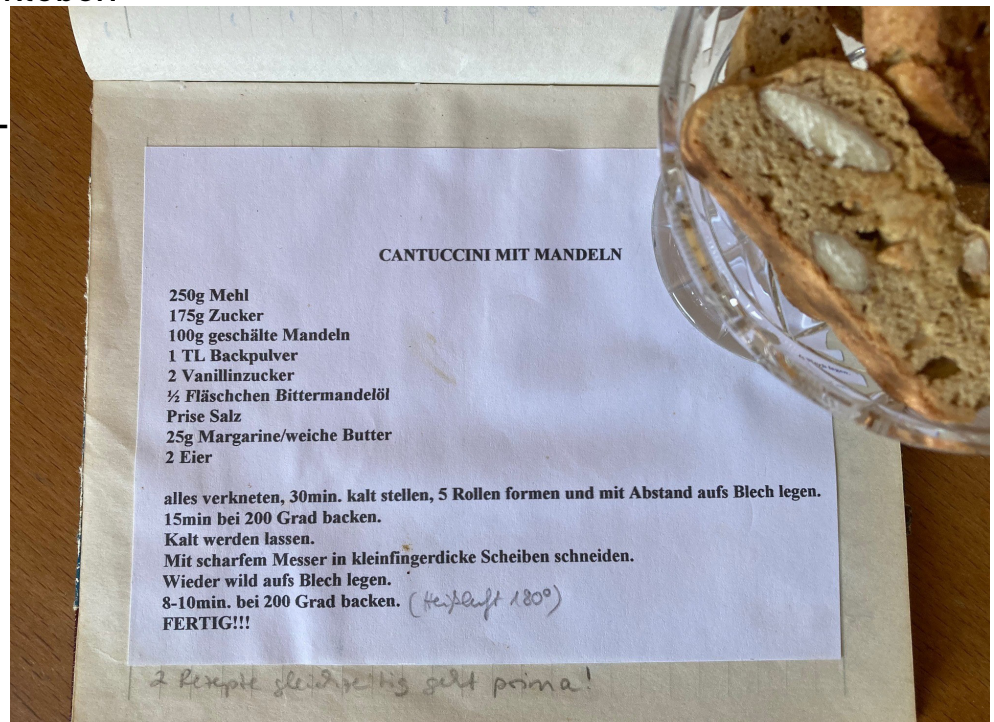 CANTUCCINI MIT MANDELN
250g Mehl
175g Zucker
100g geschälte Mandeln
1 TL Backpulver
2 Vanillinzucker
½ Fläschchen Bittermandelöl
Prise Salz
25g Margarine/weiche Butter
2 Eier
alles verkneten, 30min. kalt stellen, 5 Rollen formen und mit Abstand aufs Blech legen.
15min bei 200 Grad backen.
Kalt werden lassen.
Mit scharfem Messer in kleinfingerdicke Scheiben schneiden.
Wieder wild aufs Blech legen.
8-10min. bei 200 Grad backen. (Heißluft 180°)
FERTIG!!!
2 Rezepte gleichzeitig geht prima!